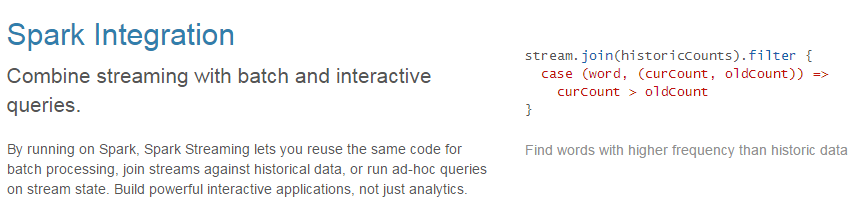 Spark Integration
Combine streaming with batch and interactive
queries.
By running on Spark, Spark Streaming lets you reuse the same code for
batch processing, join streams against historical data, or run ad-hoc queries
on stream state. Build powerful interactive applications, not just analytics.
stream.join(historicCounts).filter {
  case (word, (curCount, oldCount)) =>
    curCount > oldCount
}
Find words with higher frequency than historic data